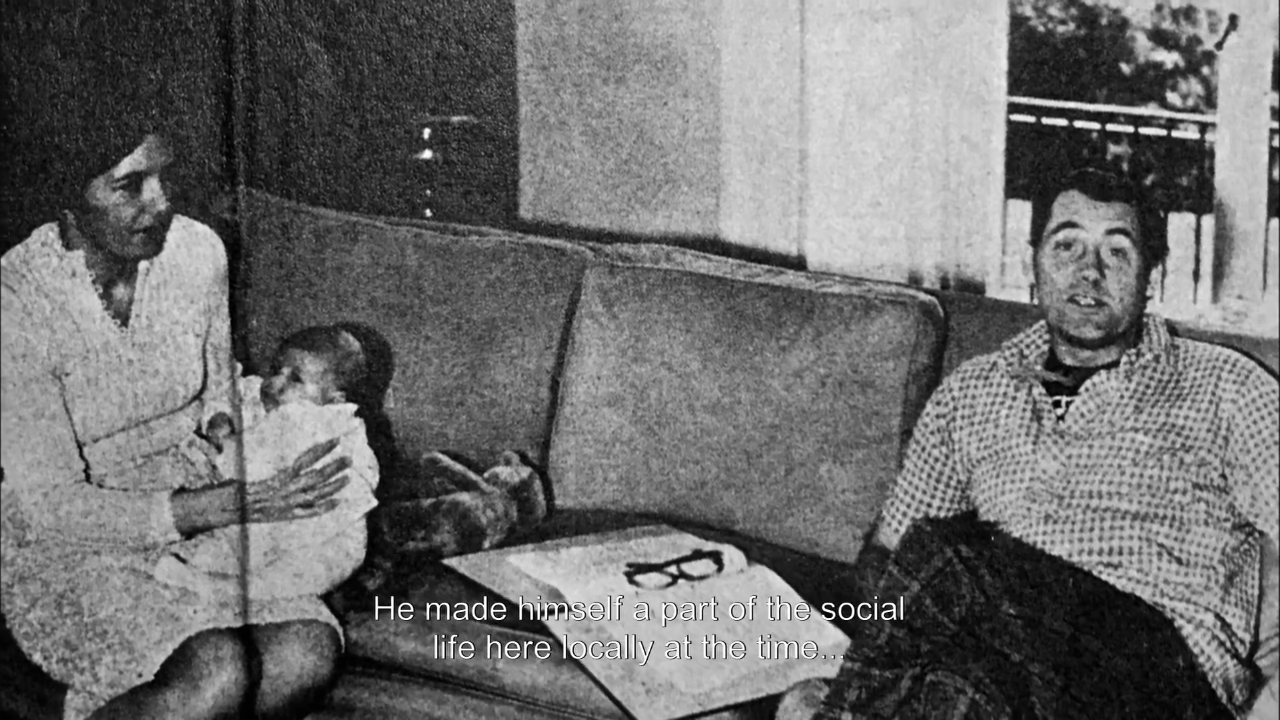 He made himself a part of the social
life here locally at the time...